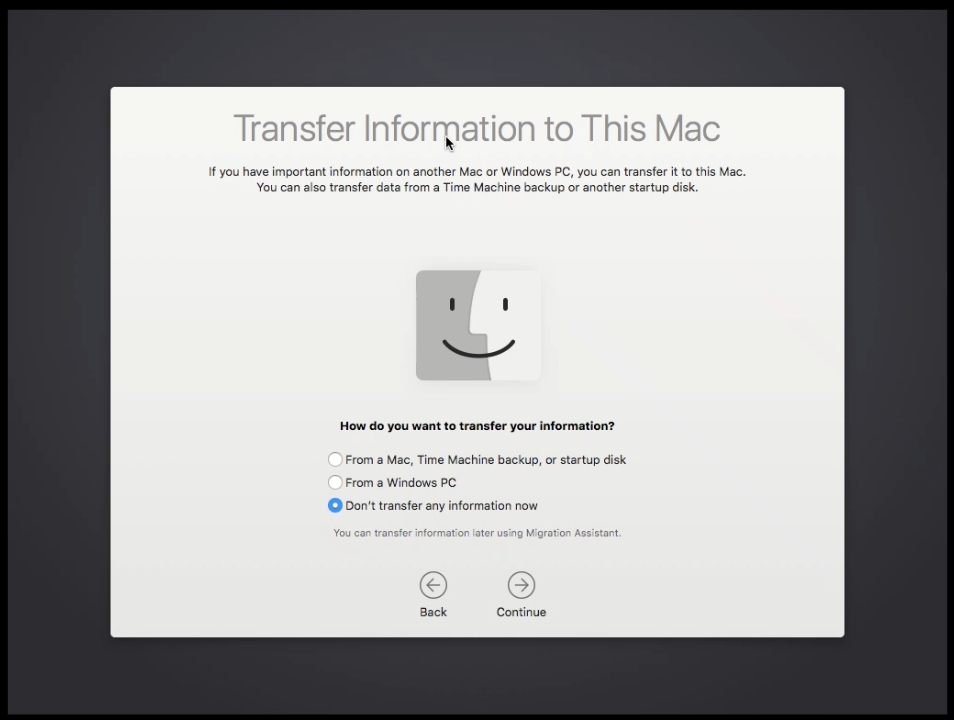 Transfer Information to This Mac
If you have important information on another Mac or Windows PC, you can transfer it to this Mac.
You can also transfer data from a Time Machine backup or another startup disk.
How do you want to transfer your information?
From a Mac, Time Machine backup, or startup disk
From a Windows PC
Don't transfer any information now
You can transfer information later using Migration Assistant.
Back
Continue